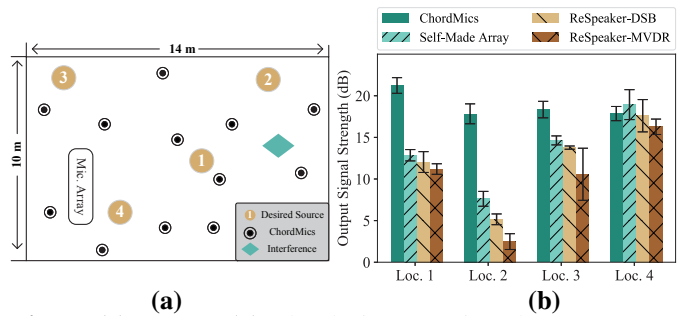 14 m
10 m
3
2
1
4
Mic. Array
1 Desired Source
ChordMics
Interference
(a)
ChordMics
Self-Made Array
ReSpeaker-DSB
ReSpeaker-MVDR
Output Signal Strength (dB)
20
15
10
5
0
Loc. 1
Loc. 2
Loc. 3
Loc. 4
(b)